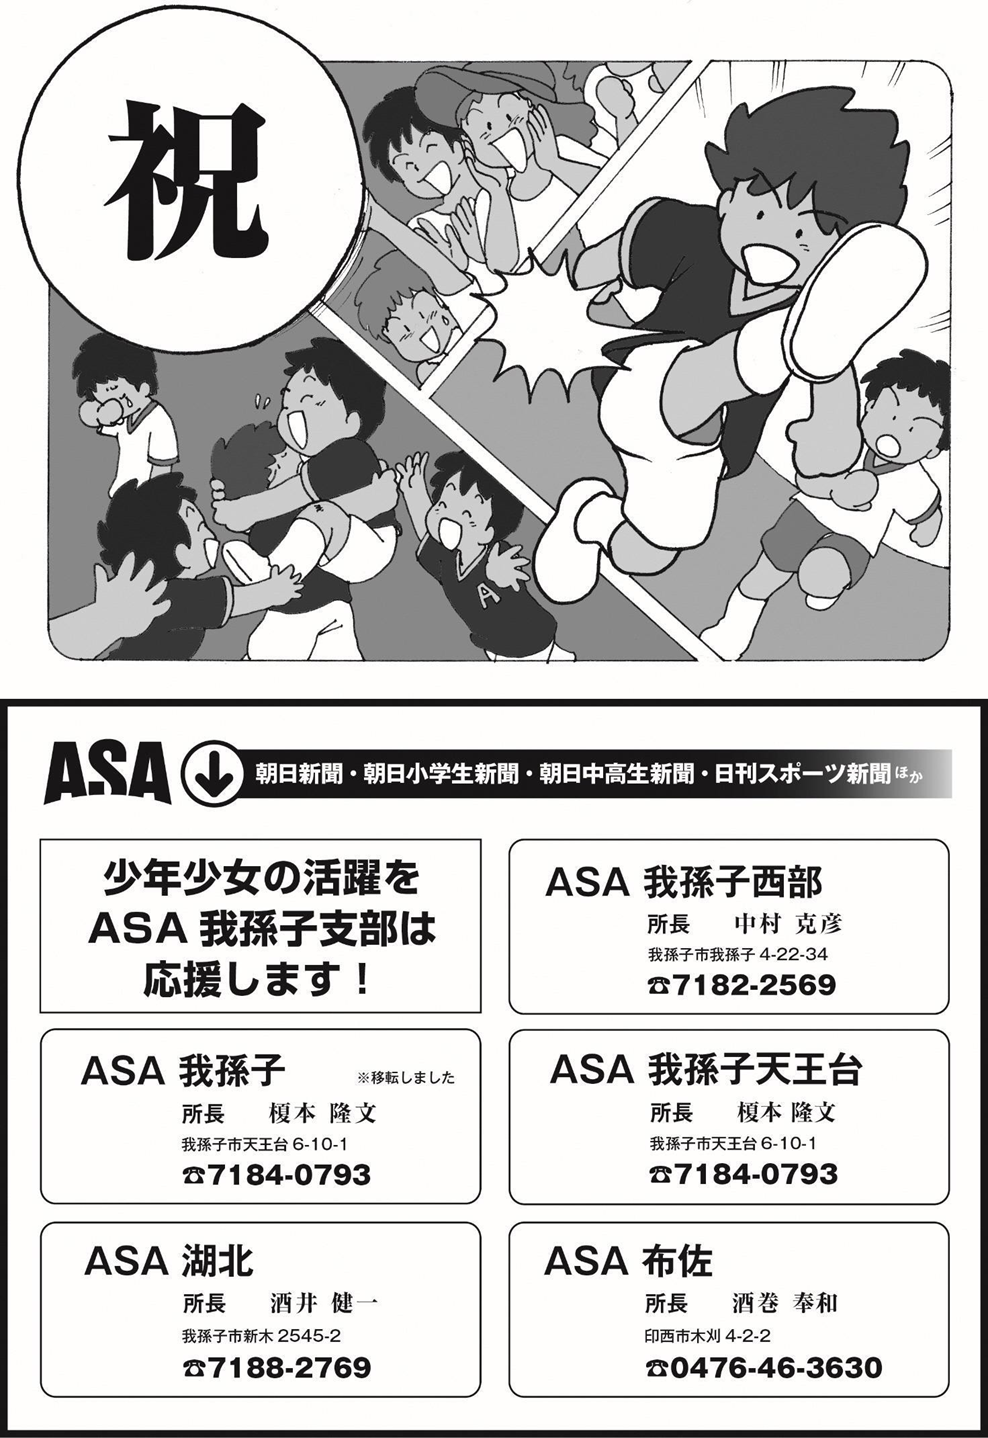 祝
A
ASA
朝日新聞・朝日小学生新聞・朝日中高生新聞・日刊スポーツ新聞ほか
少年少女の活躍を
ASA 我孫子支部は
応援します！
ASA 我孫子西部
所長 中村 克彦
我孫子市我孫子 4-22-34
☎7182-2569
ASA 我孫子 ※移転しました
所長 榎本 隆文
我孫子市天王台 6-10-1
☎7184-0793
ASA 我孫子天王台
所長 榎本 隆文
我孫子市天王台 6-10-1
☎7184-0793
ASA 湖北
所長 酒井 健一
我孫子市新木 2545-2
☎7188-2769
ASA 布佐
所長 酒巻 奉和
印西市木刈 4-2-2
☎0476-46-3630